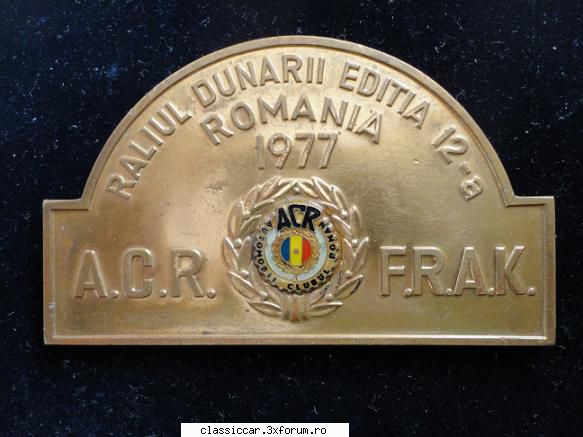 RALIUL DUNARII EDITIA 12-a
ROMANIA
1977
A.C.R.
ACR
AUTOMOBIL CLUBUL ROMAN
F.R.A.K.
classiccar.3xforum.ro